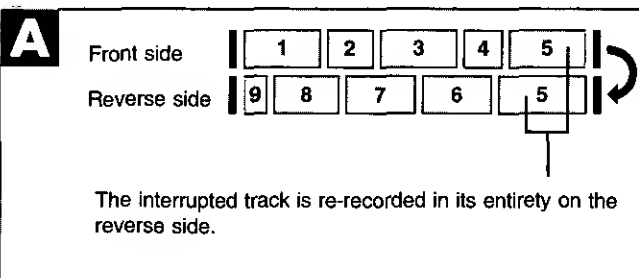 A
Front side 1 2 3 4 5
Reverse side 9 8 7 6 5
The interrupted track is re-recorded in its entirety on the
reverse side.